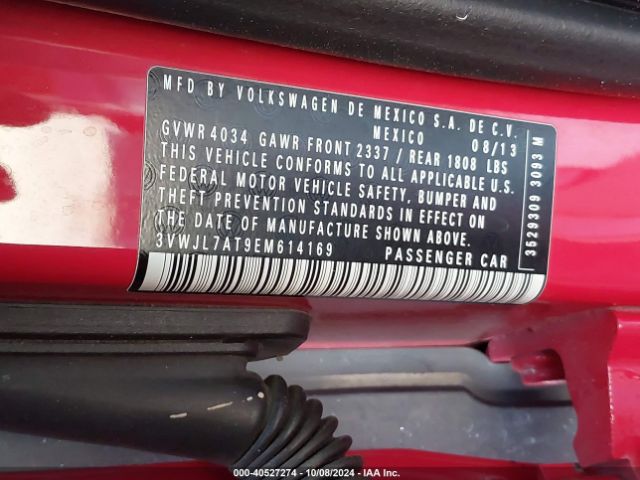 MFD BY VOLKSWAGEN DE MEXICO S.A. DE C.V.
MEXICO 08/13
GVWR 4034 GAWR FRONT 2337 / REAR 1808 LBS
THIS VEHICLE CONFORMS TO ALL APPLICABLE U.S.
FEDERAL MOTOR VEHICLE SAFETY, BUMPER AND
THEFT PREVENTION STANDARDS IN EFFECT ON
THE DATE OF MANUFACTURE SHOWN ABOVE.
3VWJL7AT9EM614169 PASSENGER CAR
3529309 3093 M
000-40527274 | 10/08/2024 - IAA Inc.